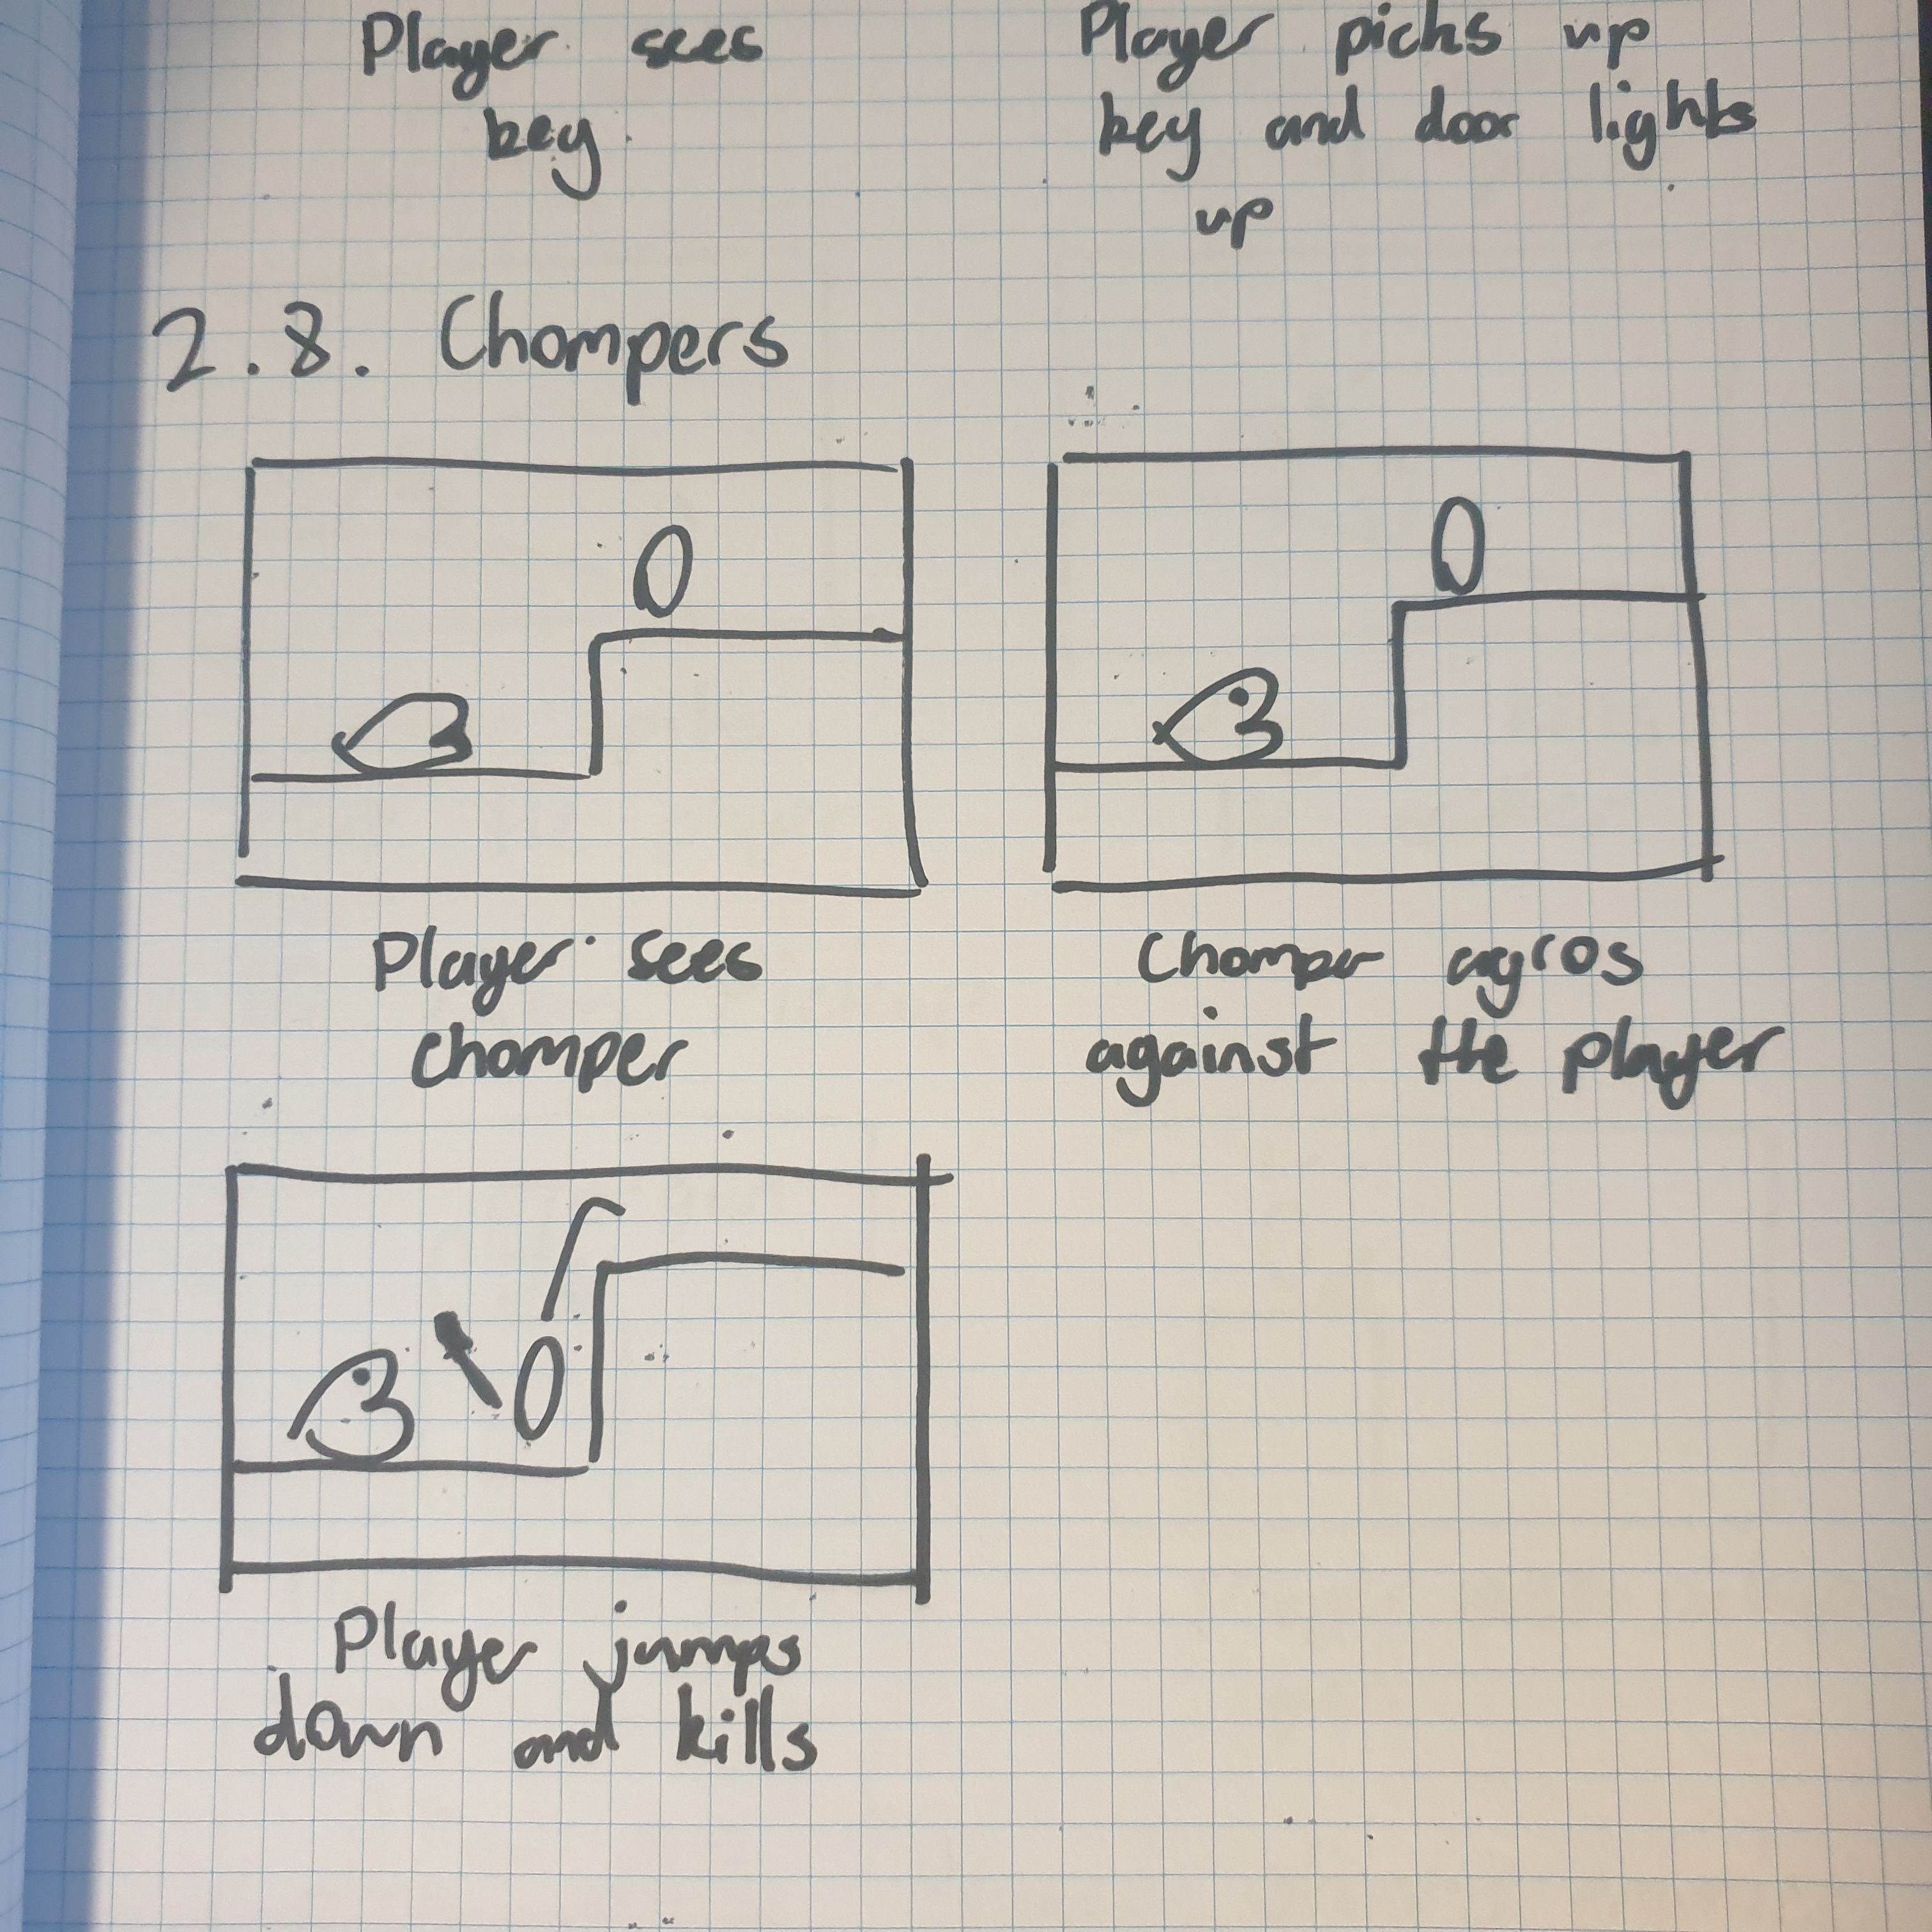 Player sees
key
Player picks up
key and door lights
up
2.8. Chompers
Player sees
chomper
Chomper agros
against the player
Player jumps
down and kills